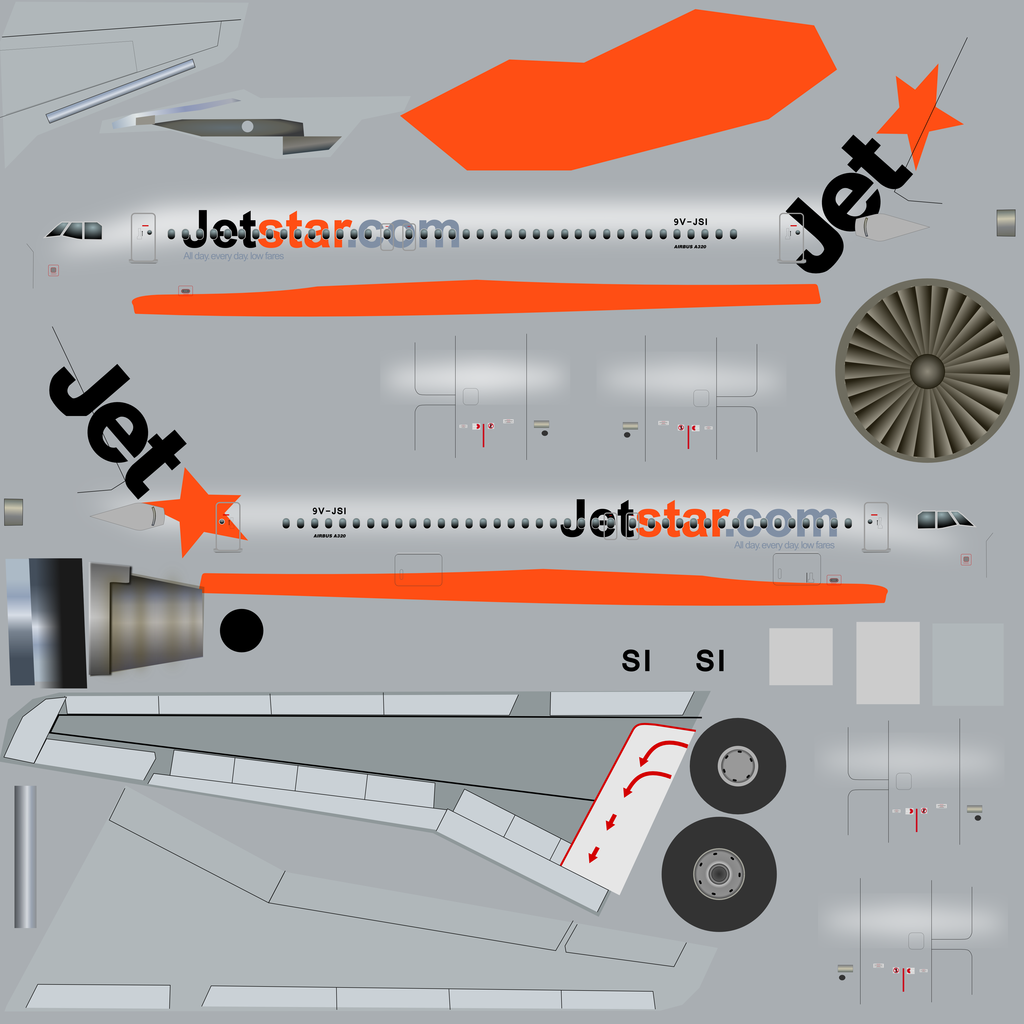 Jet
Jetstar.com
All day, every day, low fares
9V-JSI
AIRBUS A320
Jet
9V-JSI
AIRBUS A320
Jetstar.com
All day, every day, low fares
SI SI